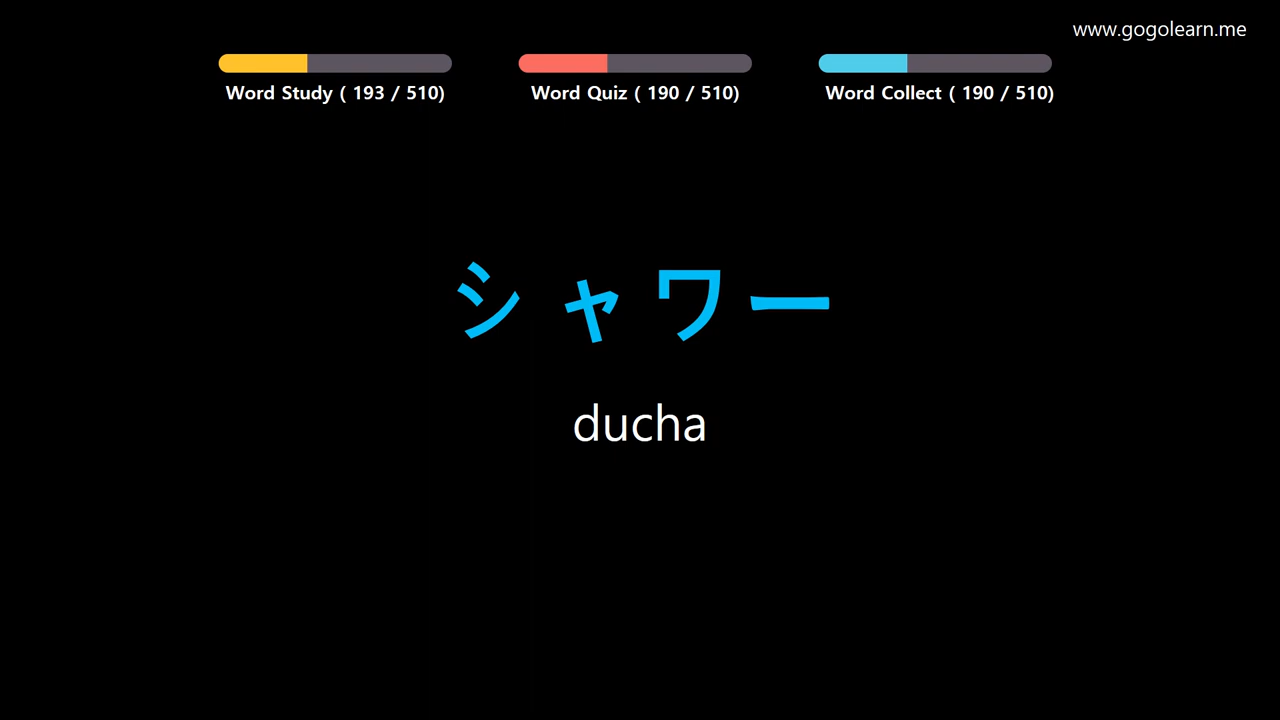 www.gogolearn.me
Word Study ( 193 / 510)
Word Quiz ( 190 / 510)
Word Collect ( 190 / 510)
シャワー
ducha